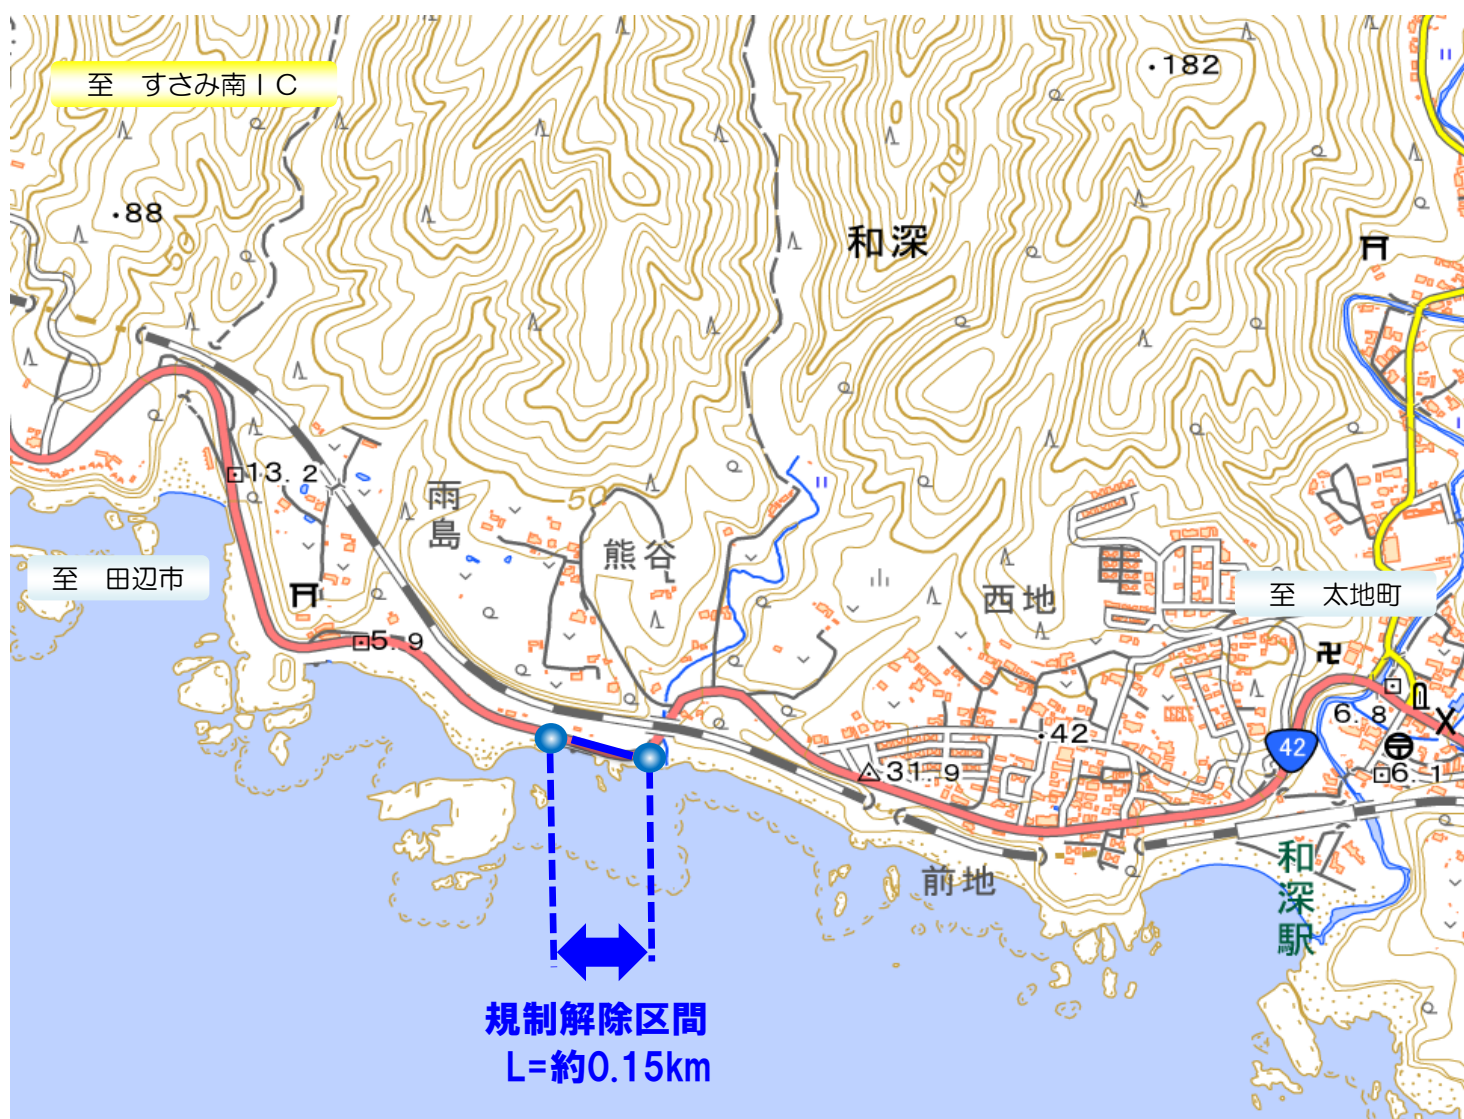 ・182
至　すさみ南ＩＣ
100
・88
50
和深
13.2
雨島
50
熊谷
至　田辺市
西地
至　太地町
5.9
6.8
・42
42
31.9
6.1
前地
和深駅
規制解除区間
L=約0.15km